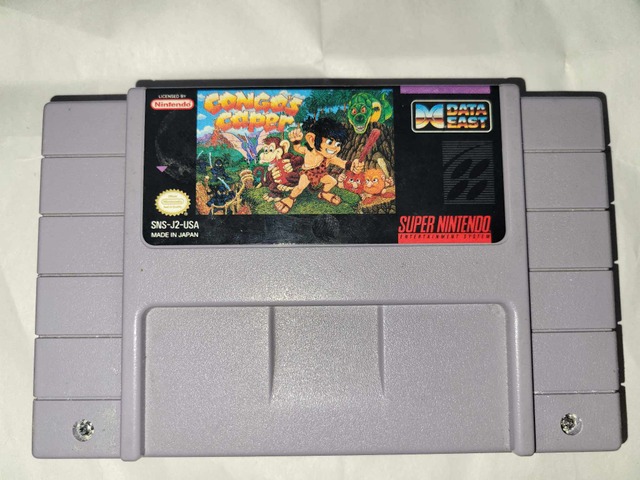 LICENSED BY
Nintendo
CONGO'S
CAPER
DATA
EAST
SNS-J2-USA
MADE IN JAPAN
SUPER NINTENDO
ENTERTAINMENT SYSTEM